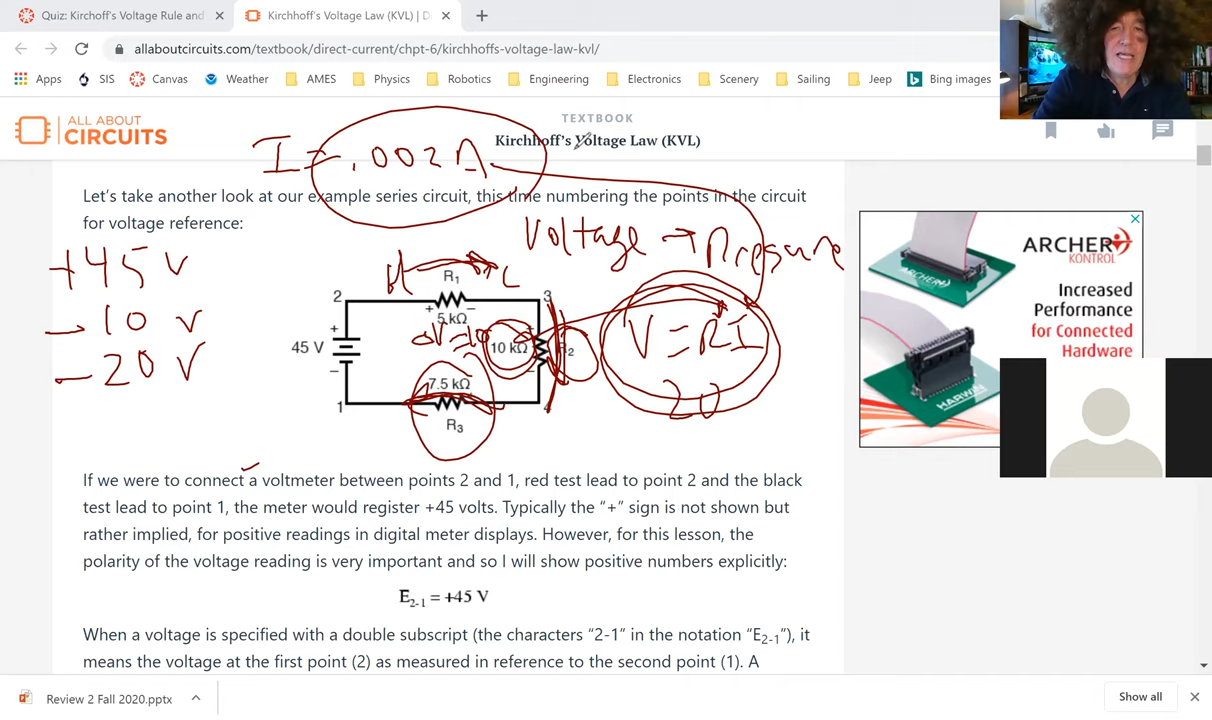 Quiz: Kirchoff's Voltage Rule and
Kirchhoff's Voltage Law (KVL) | D
allaboutcircuits.com/textbook/direct-current/chpt-6/kirchhoffs-voltage-law-kvl/
Apps SIS Canvas Weather AMES Physics Robotics Engineering Electronics Scenery Sailing Jeep Bing images
ALL ABOUT
CIRCUITS
TEXTBOOK
Kirchhoff's Voltage Law (KVL)
I = .002 A
Let's take another look at our example series circuit, this time numbering the points in the circuit
for voltage reference:
Voltage → Pressure
+45 V
- 10 V
- 20 V
H L
R1
2 3
+ -
5 kΩ
ΔV=10
45 V
+
-
10 kΩ
R2
+
-
7.5 kΩ
R3
1 4
V = RI
20
ARCHER
KONTROL
Increased
Performance
for Connected
Hardware
HARWIN
If we were to connect a voltmeter between points 2 and 1, red test lead to point 2 and the black
test lead to point 1, the meter would register +45 volts. Typically the “+” sign is not shown but
rather implied, for positive readings in digital meter displays. However, for this lesson, the
polarity of the voltage reading is very important and so I will show positive numbers explicitly:
E2-1 = +45 V
When a voltage is specified with a double subscript (the characters “2-1” in the notation “E2-1”), it
means the voltage at the first point (2) as measured in reference to the second point (1). A
Review 2 Fall 2020.pptx
Show all